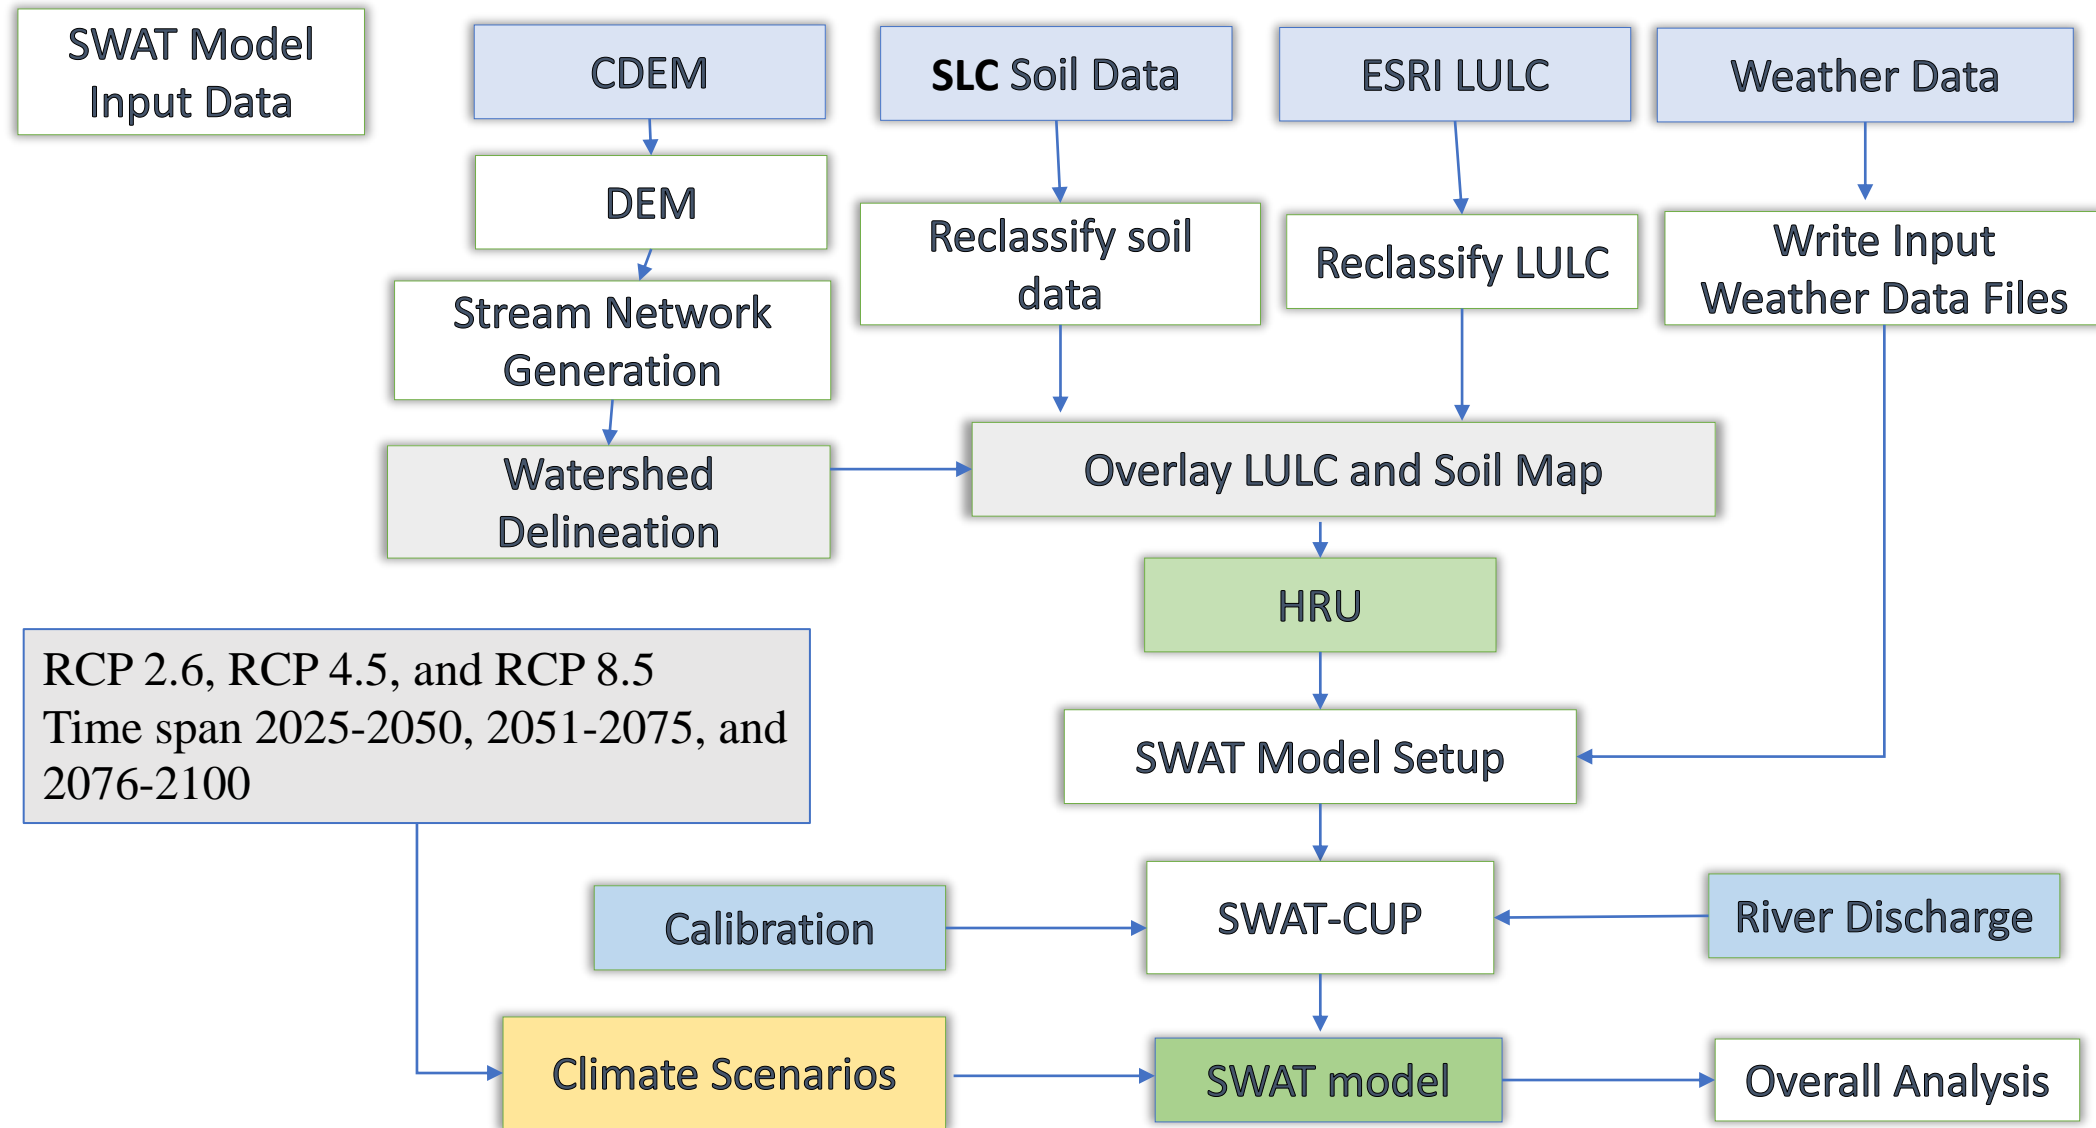 SWAT Model
Input Data
CDEM
SLC Soil Data
ESRI LULC
Weather Data
DEM
Reclassify soil
data
Reclassify LULC
Write Input
Weather Data Files
Stream Network
Generation
Watershed
Delineation
Overlay LULC and Soil Map
HRU
RCP 2.6, RCP 4.5, and RCP 8.5
Time span 2025-2050, 2051-2075, and
2076-2100
SWAT Model Setup
Calibration
SWAT-CUP
River Discharge
Climate Scenarios
SWAT model
Overall Analysis